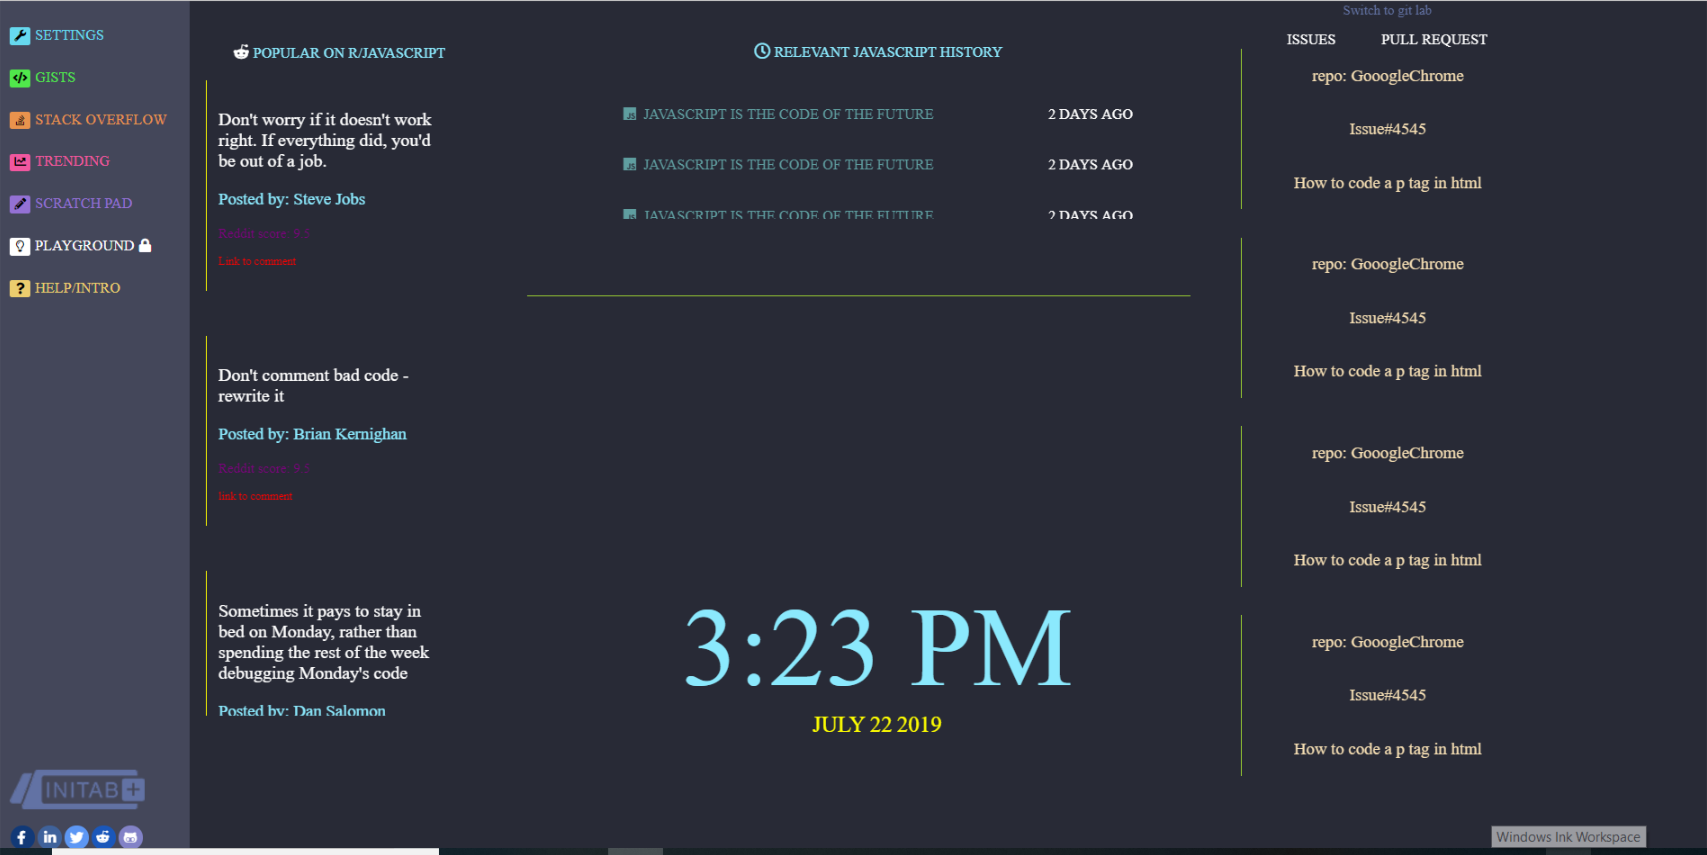 SETTINGS
GISTS
STACK OVERFLOW
TRENDING
SCRATCH PAD
PLAYGROUND
HELP/INTRO
INITAB+
POPULAR ON R/JAVASCRIPT
Don't worry if it doesn't work
right. If everything did, you'd
be out of a job.
Posted by: Steve Jobs
Reddit score: 9.5
Link to comment
Don't comment bad code -
rewrite it
Posted by: Brian Kernighan
Reddit score: 9.5
link to comment
Sometimes it pays to stay in
bed on Monday, rather than
spending the rest of the week
debugging Monday's code
Posted by: Dan Salomon
RELEVANT JAVASCRIPT HISTORY
JAVASCRIPT IS THE CODE OF THE FUTURE 2 DAYS AGO
JAVASCRIPT IS THE CODE OF THE FUTURE 2 DAYS AGO
JAVASCRIPT IS THE CODE OF THE FUTURE 2 DAYS AGO
3:23 PM
JULY 22 2019
Switch to git lab
ISSUES PULL REQUEST
repo: GooogleChrome
Issue#4545
How to code a p tag in html
repo: GooogleChrome
Issue#4545
How to code a p tag in html
repo: GooogleChrome
Issue#4545
How to code a p tag in html
repo: GooogleChrome
Issue#4545
How to code a p tag in html
Windows Ink Workspace